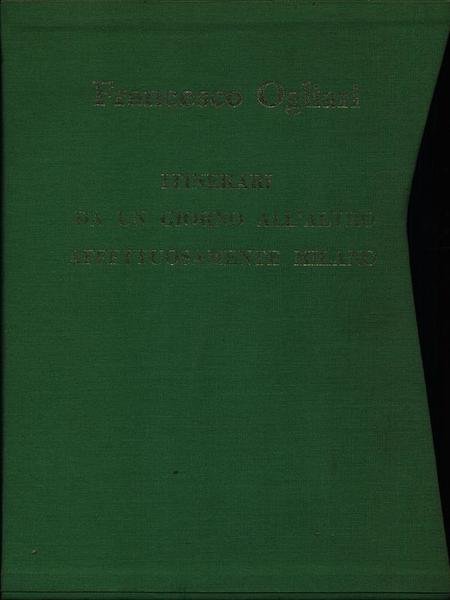 Francesco Ogliari
ITINERARI
DA UN GIORNO ALL'ALTRO
AFFETTUOSAMENTE MILANO